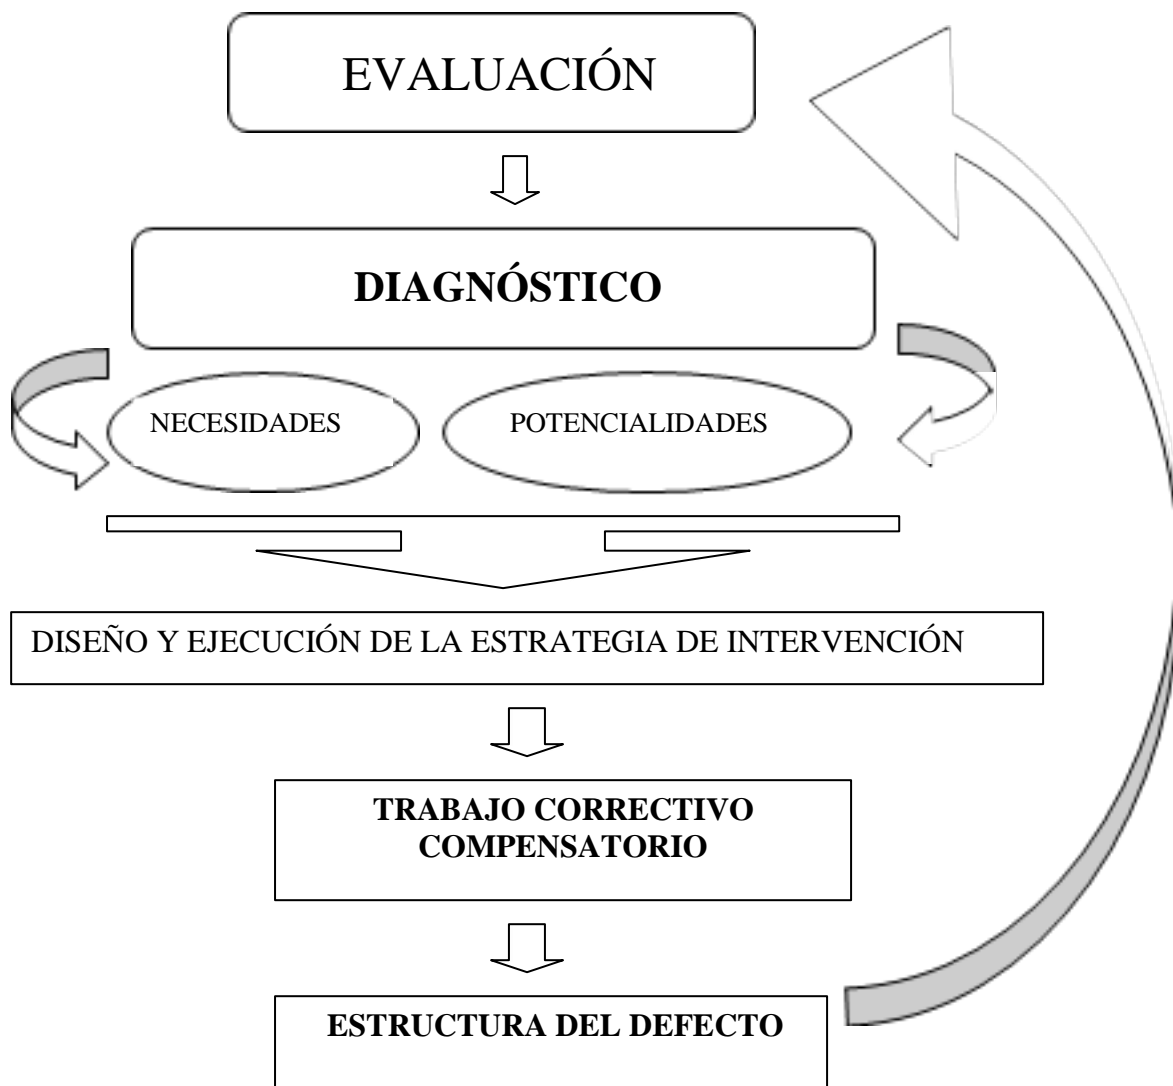 EVALUACIÓN
DIAGNÓSTICO
NECESIDADES
POTENCIALIDADES
DISEÑO Y EJECUCIÓN DE LA ESTRATEGIA DE INTERVENCIÓN
TRABAJO CORRECTIVO
COMPENSATORIO
ESTRUCTURA DEL DEFECTO